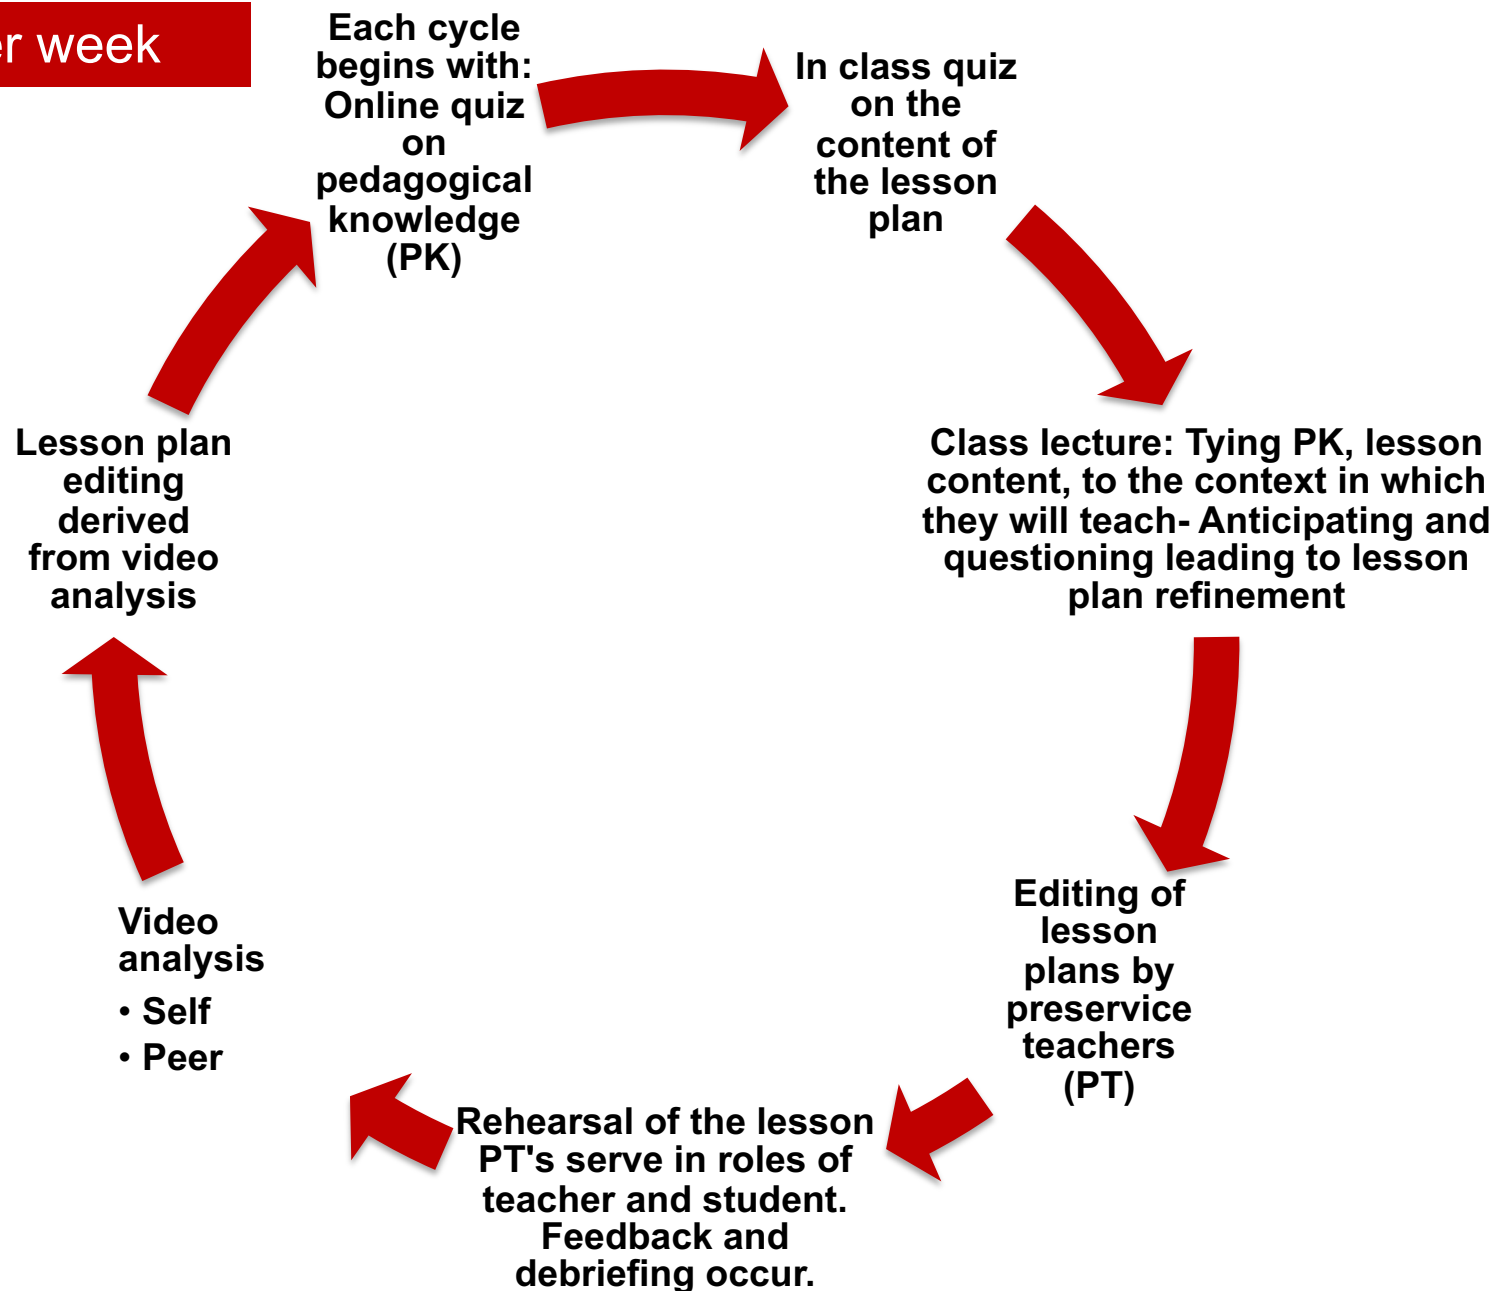 week
Each cycle
begins with:
Online quiz
on
pedagogical
knowledge
(PK)
In class quiz
on the
content of
the lesson
plan
Class lecture: Tying PK, lesson
content, to the context in which
they will teach- Anticipating and
questioning leading to lesson
plan refinement
Editing of
lesson
plans by
preservice
teachers
(PT)
Rehearsal of the lesson
PT's serve in roles of
teacher and student.
Feedback and
debriefing occur.
Video
analysis
• Self
• Peer
Lesson plan
editing
derived
from video
analysis